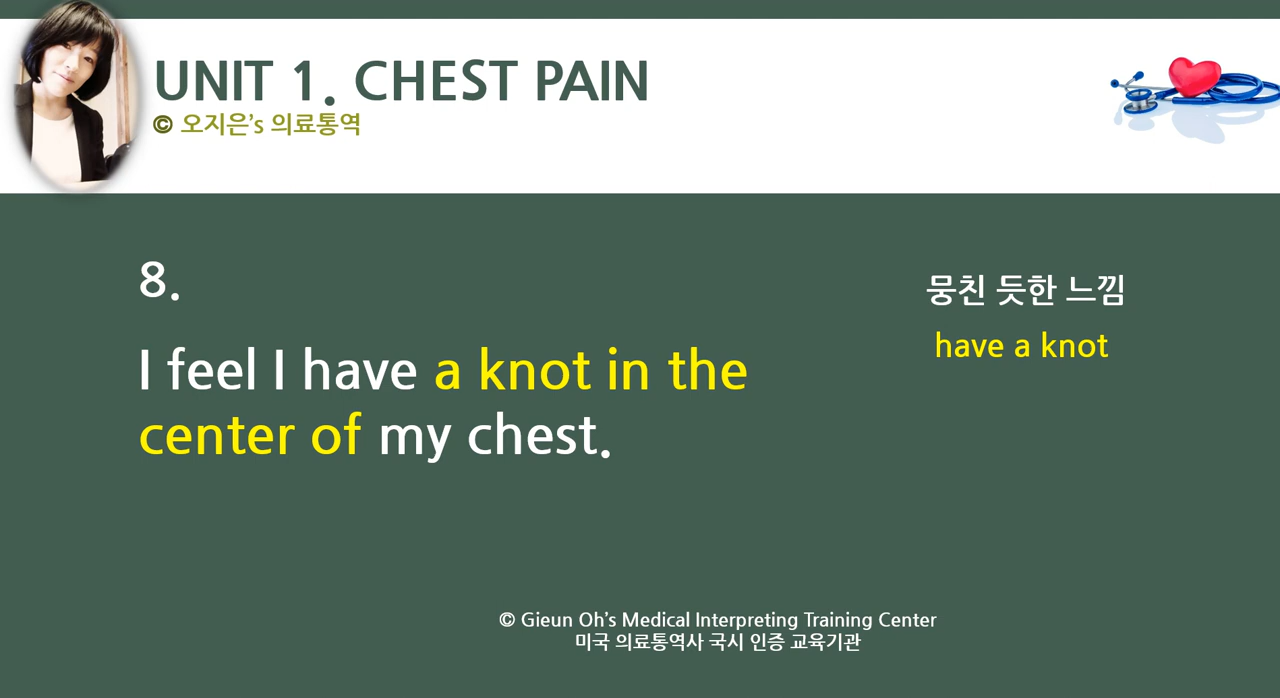 UNIT 1. CHEST PAIN
© 오지은’s 의료통역
8.
I feel I have a knot in the
center of my chest.
뭉친 듯한 느낌
have a knot
© Gieun Oh’s Medical Interpreting Training Center
미국 의료통역사 국시 인증 교육기관